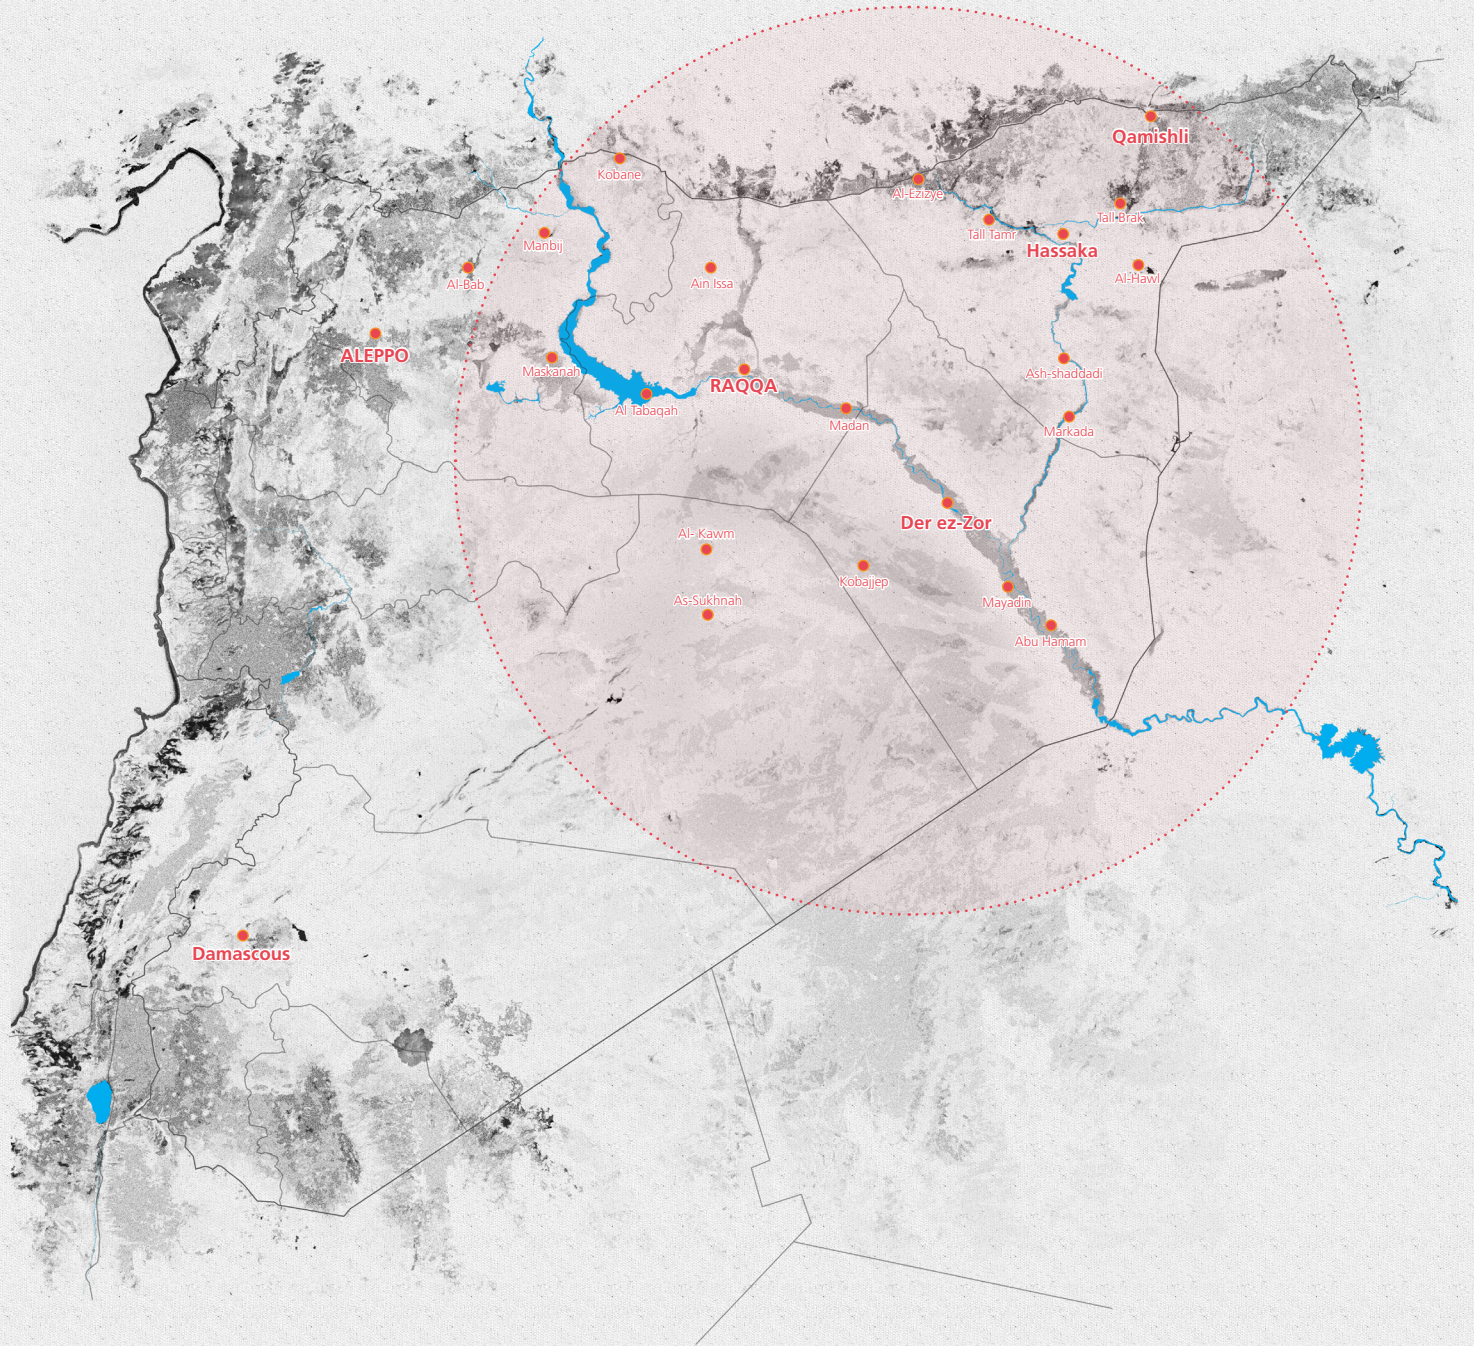 Qamishli
Kobane
Al-Ezizye
Tall Brak
Tall Tamr
Manbij
Hassaka
Al-Bab
Ain Issa
Al-Hawl
ALEPPO
Maskanah
RAQQA
Ash-shaddadi
Al Tabaqah
Madan
Markada
Der ez-Zor
Al- Kawm
Kobajjep
As-Sukhnah
Mayadin
Abu Hamam
Damascous